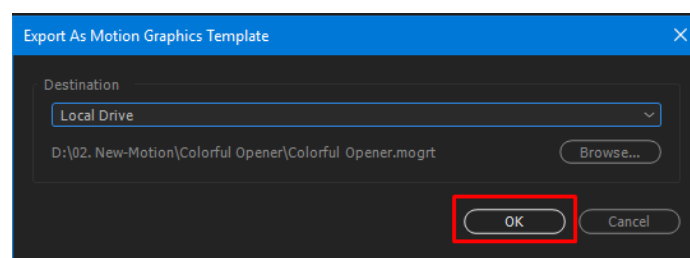 Export As Motion Graphics Template
Destination
Local Drive
D:\02. New-Motion\Colorful Opener\Colorful Opener.mogrt
Browse...
OK
Cancel